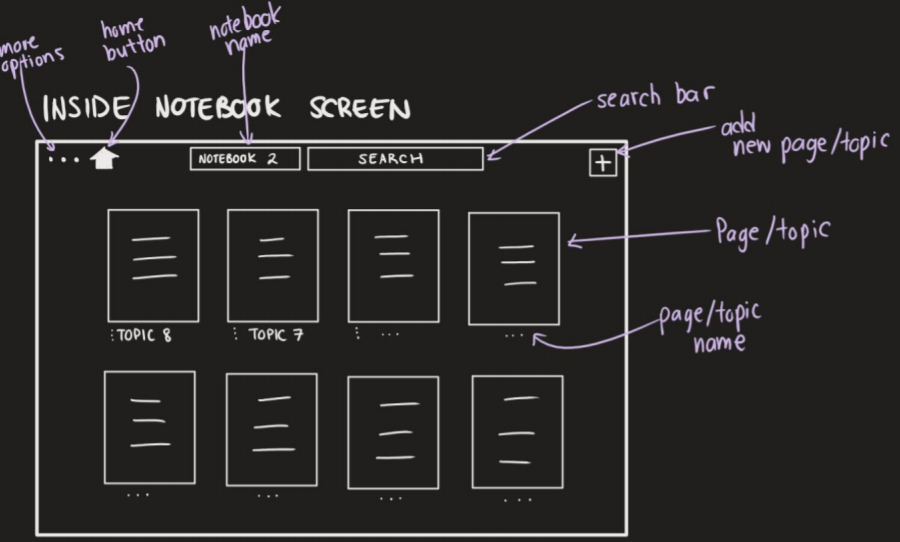 more
options
home
button
notebook
name
INSIDE NOTEBOOK SCREEN
search bar
add
new page/topic
...
NOTEBOOK 2
SEARCH
+
Page/topic
⋮TOPIC 8
⋮ TOPIC 7
⋮ ...
...
page/topic
name
...
...
...
...